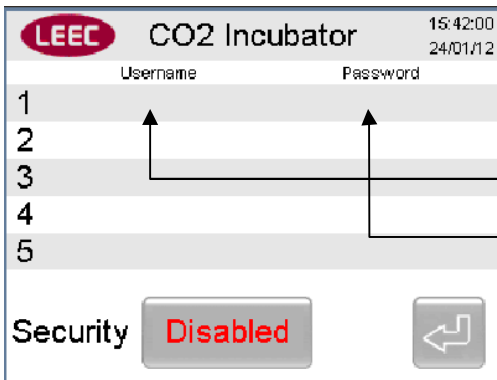 LEEC CO2 Incubator 15:42:00
24/01/12
Username Password
1
2
3
4
5
Security Disabled